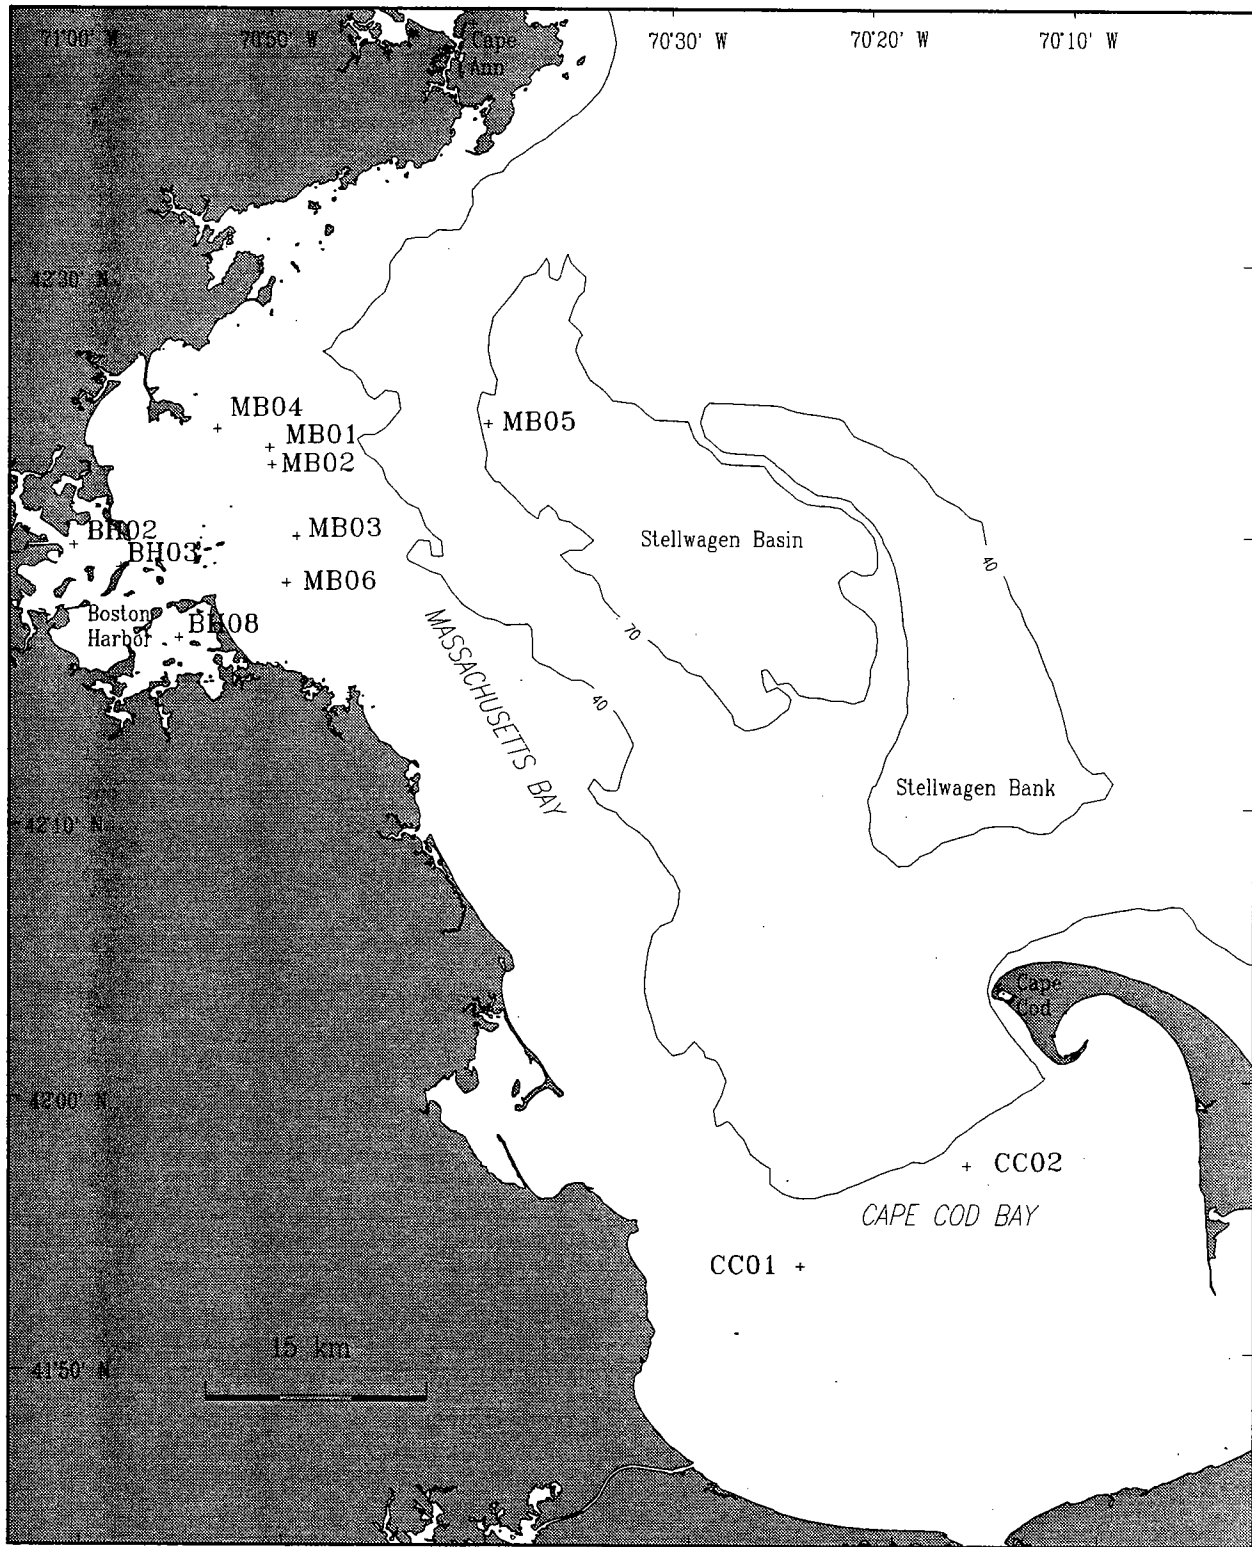 71°00' W
70°50' W
70°30' W
70°20' W
70°10' W
Cape
Ann
42°30' N
MB04
MB01
MB02
MB05
BH02
BH03
MB03
MB06
Stellwagen Basin
40
Boston
Harbor
BH08
70
MASSACHUSETTS BAY
40
Stellwagen Bank
42°10' N
Cape
Cod
42°00' N
CC02
CAPE COD BAY
CC01
15 km
41°50' N